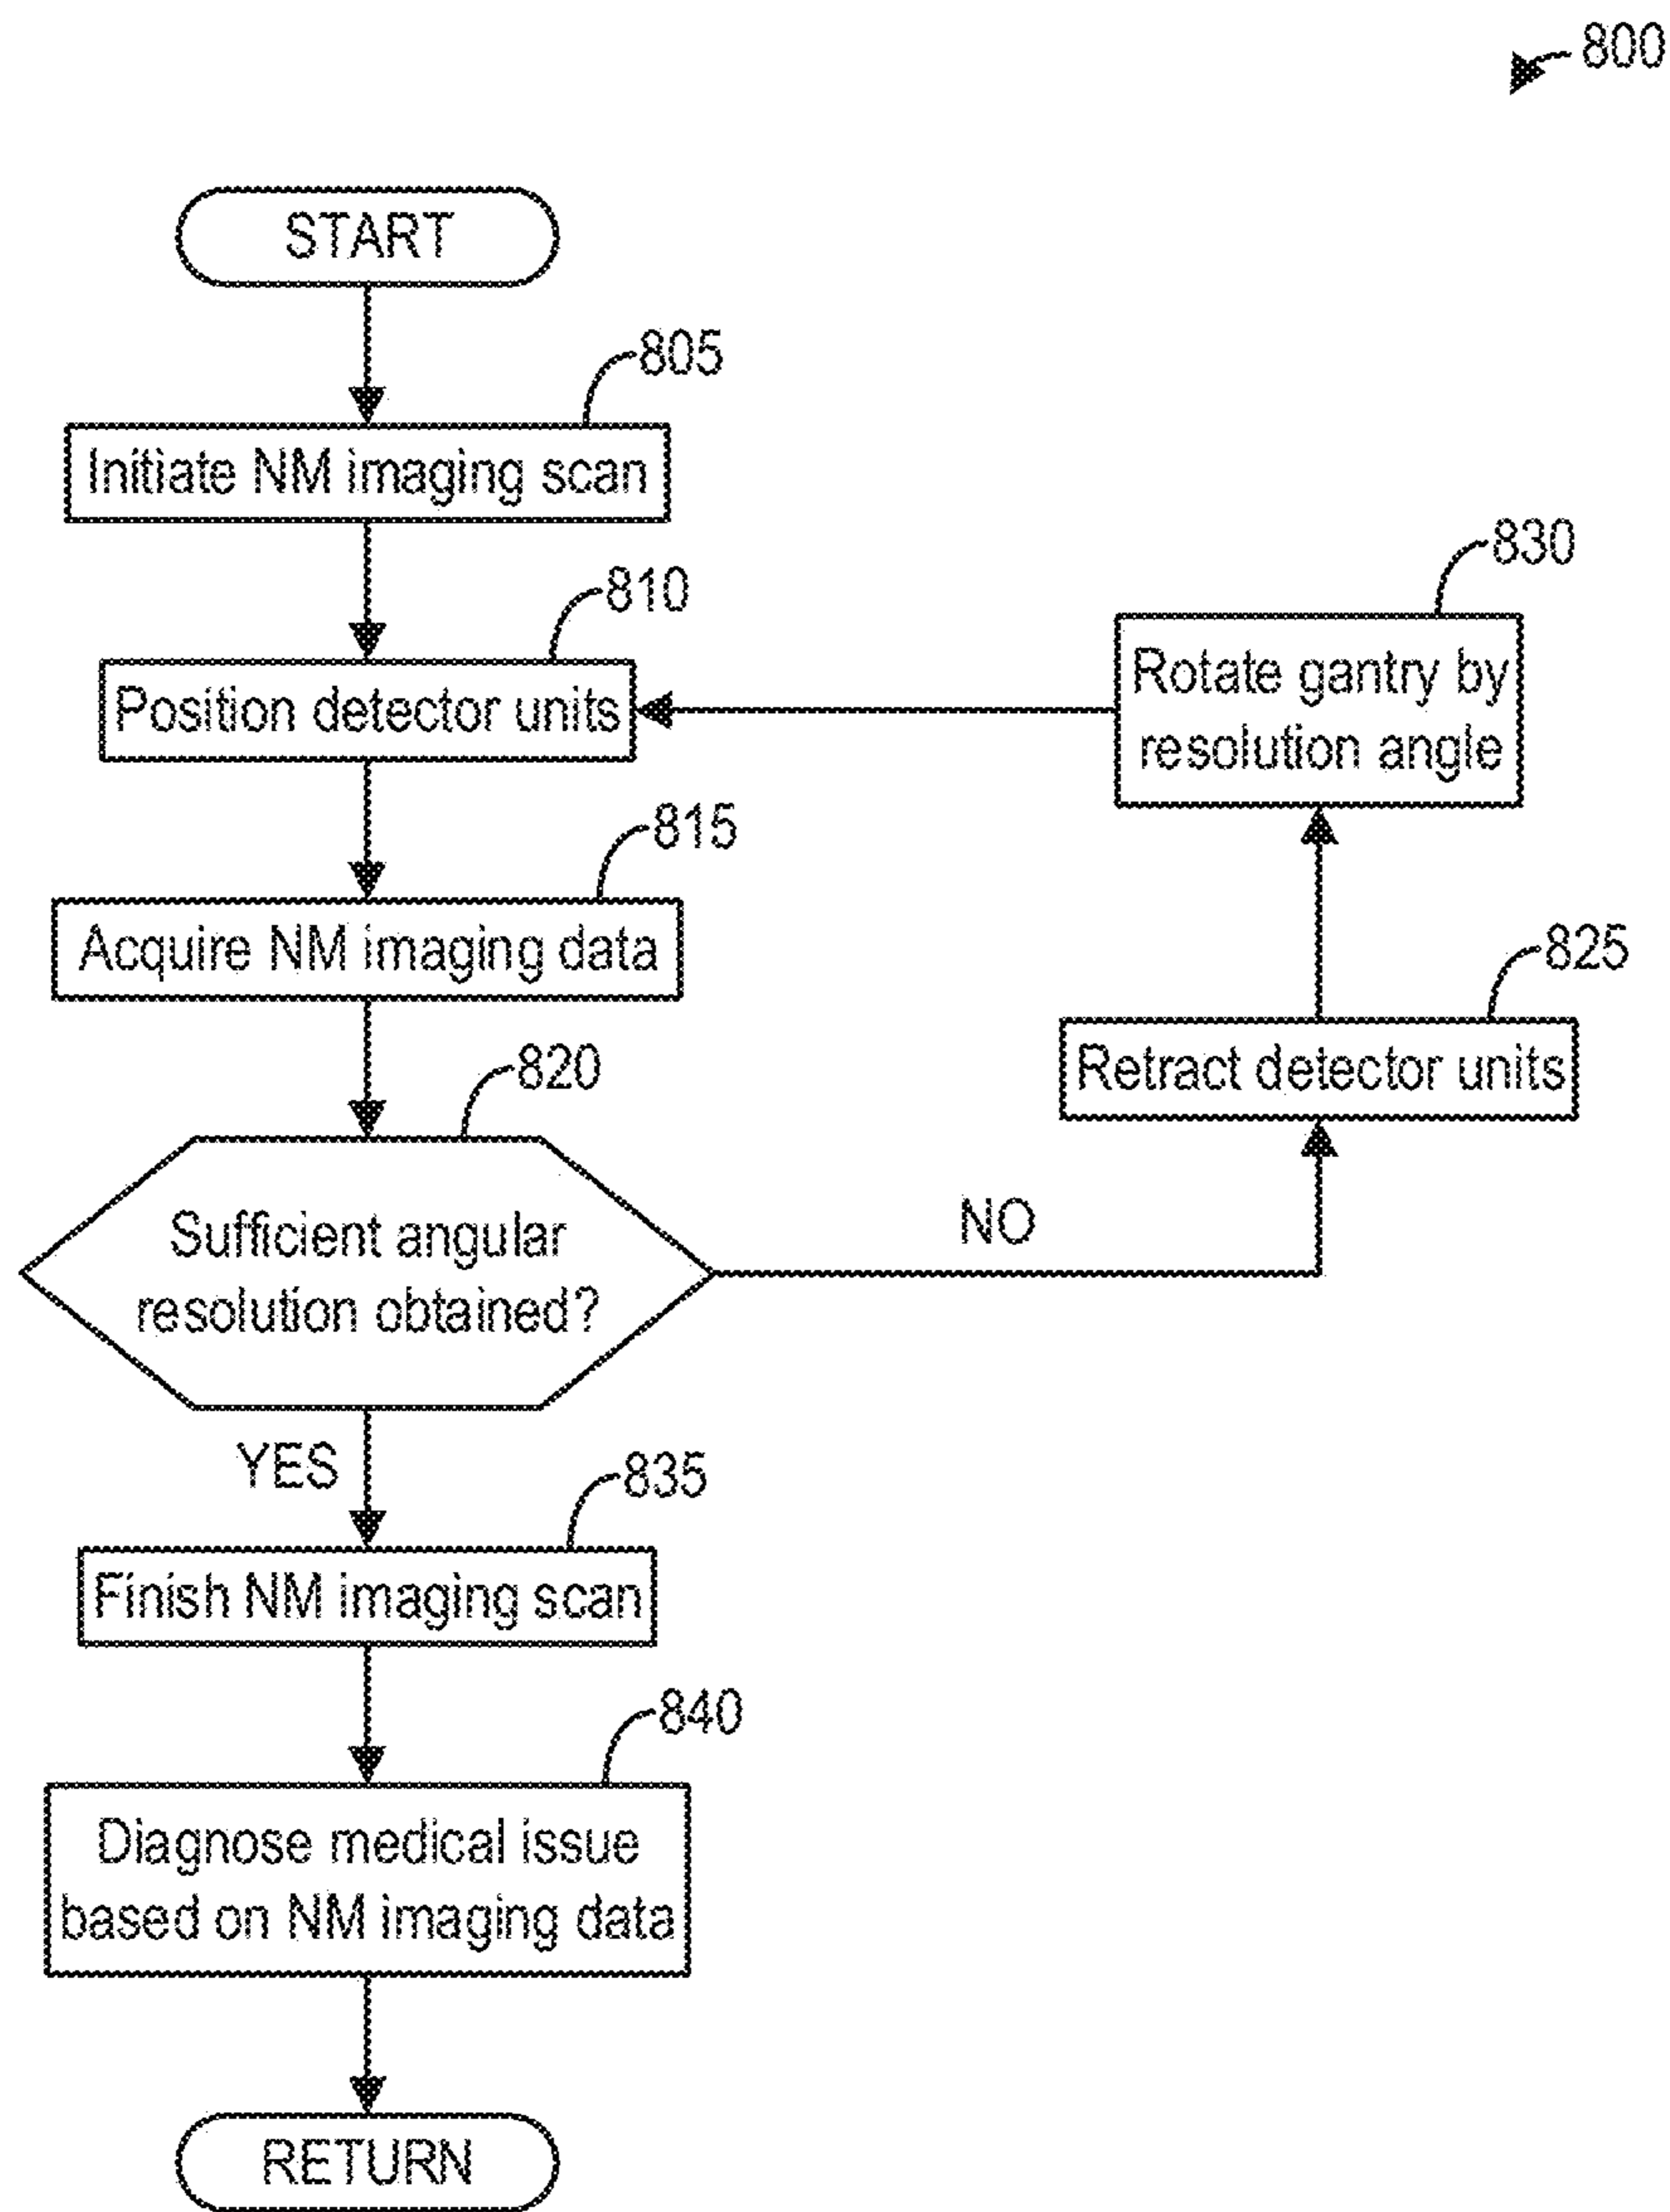 800
START
805
Initiate NM imaging scan
810
Position detector units
830
Rotate gantry by
resolution angle
815
Acquire NM imaging data
825
Retract detector units
820
Sufficient angular
resolution obtained?
NO
YES
835
Finish NM imaging scan
840
Diagnose medical issue
based on NM imaging data
RETURN